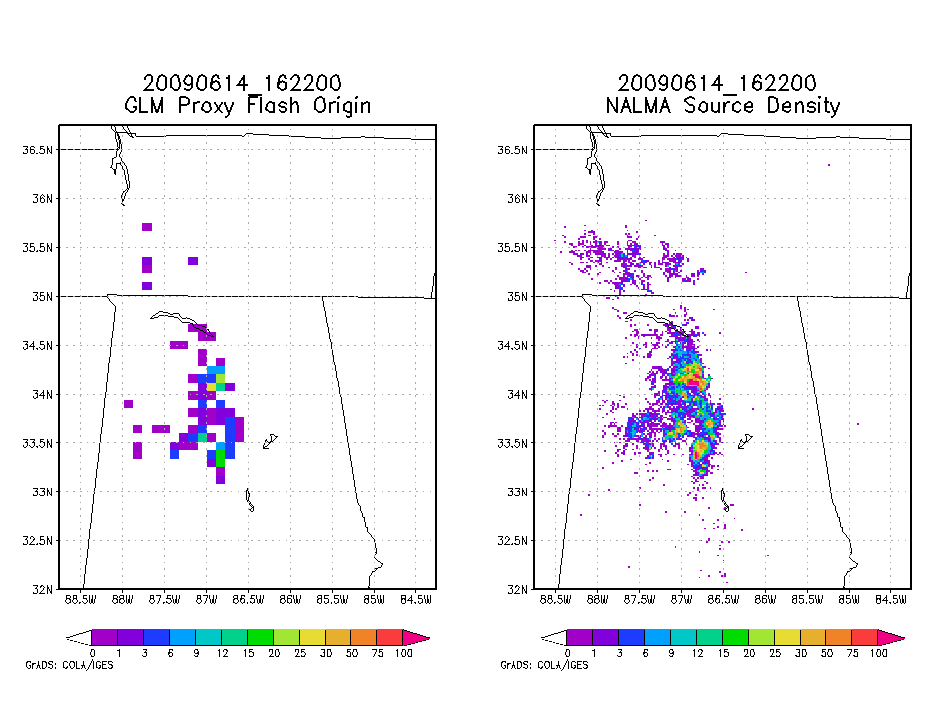 20090614_162200
GLM Proxy Flash Origin
36.5N
36N
35.5N
35N
34.5N
34N
33.5N
33N
32.5N
32N
88.5W 88W 87.5W 87W 86.5W 86W 85.5W 85W 84.5W
0 1 3 6 9 12 15 20 25 30 50 75 100
GrADS: COLA/IGES
20090614_162200
NALMA Source Density
36.5N
36N
35.5N
35N
34.5N
34N
33.5N
33N
32.5N
32N
88.5W 88W 87.5W 87W 86.5W 86W 85.5W 85W 84.5W
0 1 3 6 9 12 15 20 25 30 50 75 100
GrADS: COLA/IGES